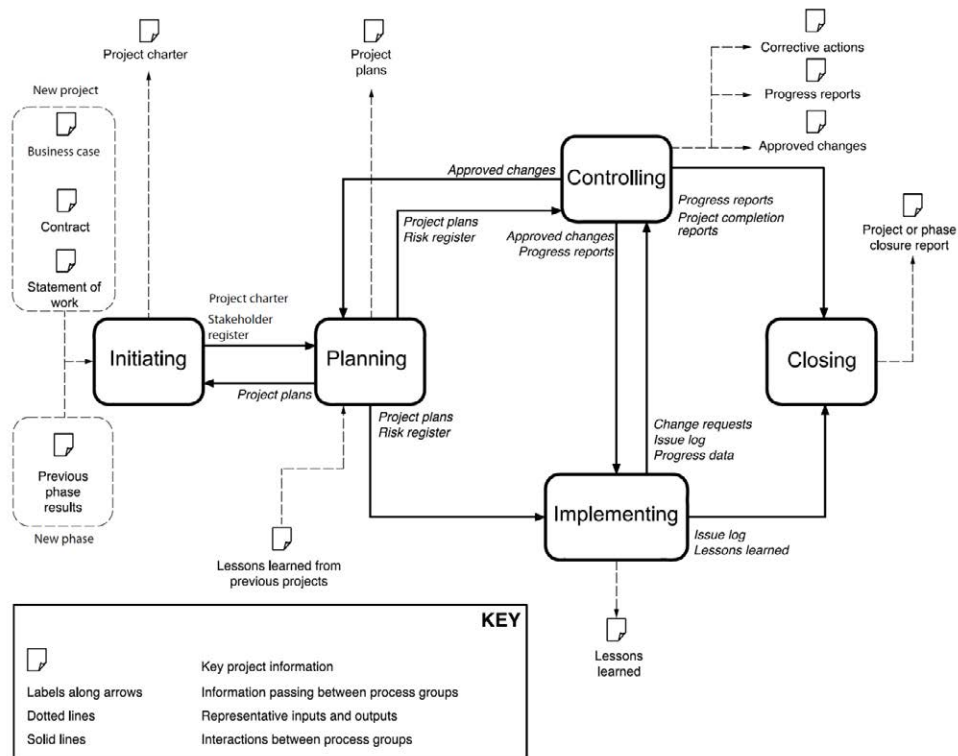 Project charter
Project
plans
Corrective actions
Progress reports
Approved changes
New project
Business case
Contract
Statement of
work
Approved changes
Controlling
Project plans
Risk register
Approved changes
Progress reports
Progress reports
Project completion
reports
Project or phase
closure report
Project charter
Stakeholder
register
Initiating
Planning
Closing
Project plans
Project plans
Risk register
Change requests
Issue log
Progress data
Previous
phase
results
New phase
Implementing
Issue log
Lessons learned
Lessons learned from
previous projects
Lessons
learned
KEY
Key project information
Labels along arrows Information passing between process groups
Dotted lines Representative inputs and outputs
Solid lines Interactions between process groups